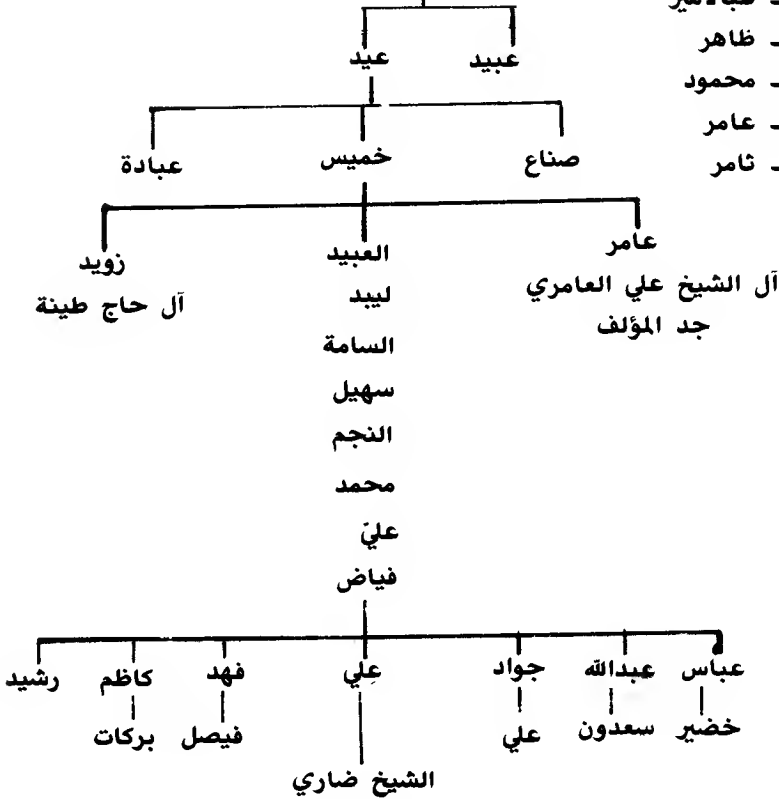 ـ ظاهر
عبيد عيد
ـ محمود
ـ عامر
ـ ثامر
صناع خميس عبادة
عامر العبيد زويد
آل الشيخ علي العامري ليبد آل حاج طينة
جد المؤلف
السامة
سهيل
النجم
محمد
عليّ
فياض
عباس عبدالله جواد علي فهد كاظم رشيد
خضير سعدون علي فيصل بركات
الشيخ ضاري